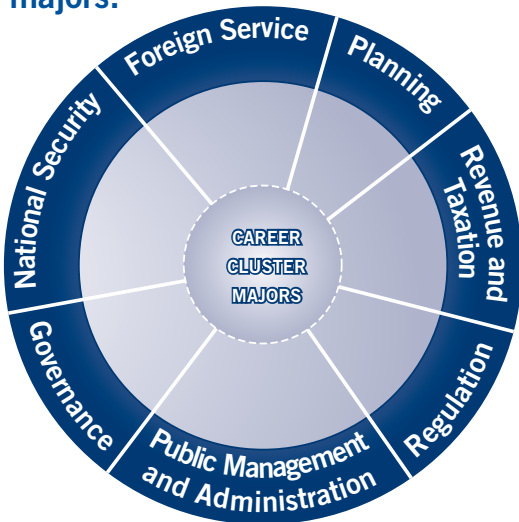 majors.
Foreign Service
Planning
Revenue and
Taxation
Regulation
Public Management
and Administration
Governance
National Security
CAREER
CLUSTER
MAJORS